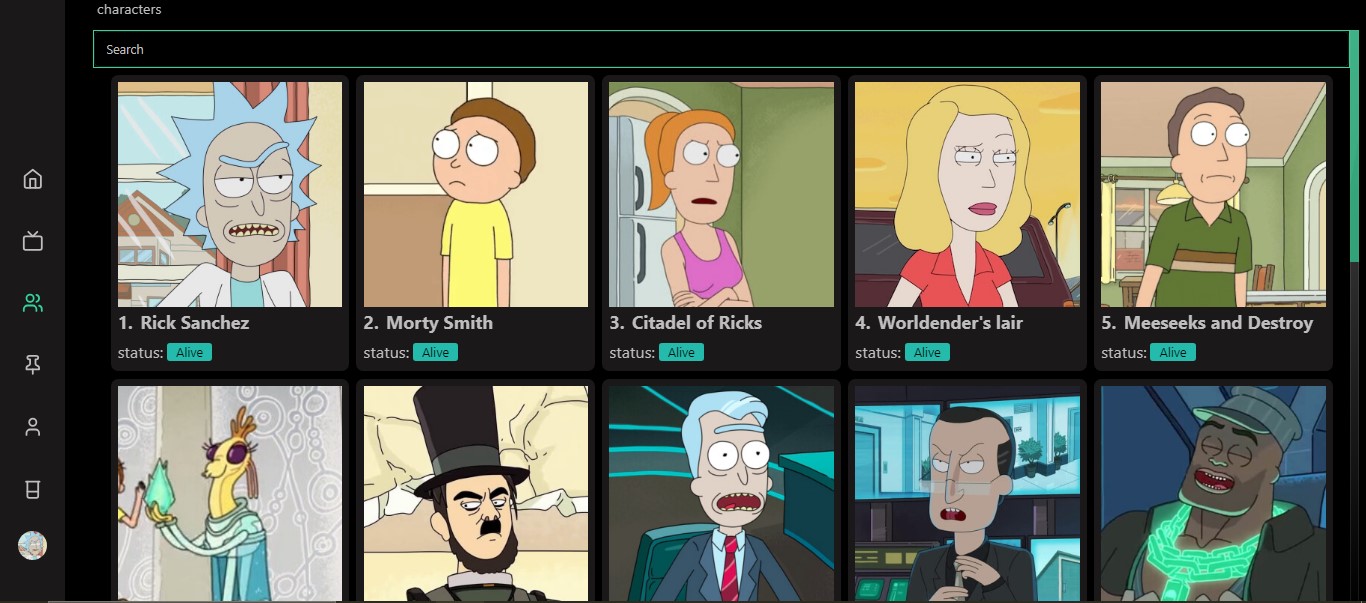 characters
Search
1. Rick Sanchez
status: Alive
2. Morty Smith
status: Alive
3. Citadel of Ricks
status: Alive
4. Worldender's lair
status: Alive
5. Meeseeks and Destroy
status: Alive